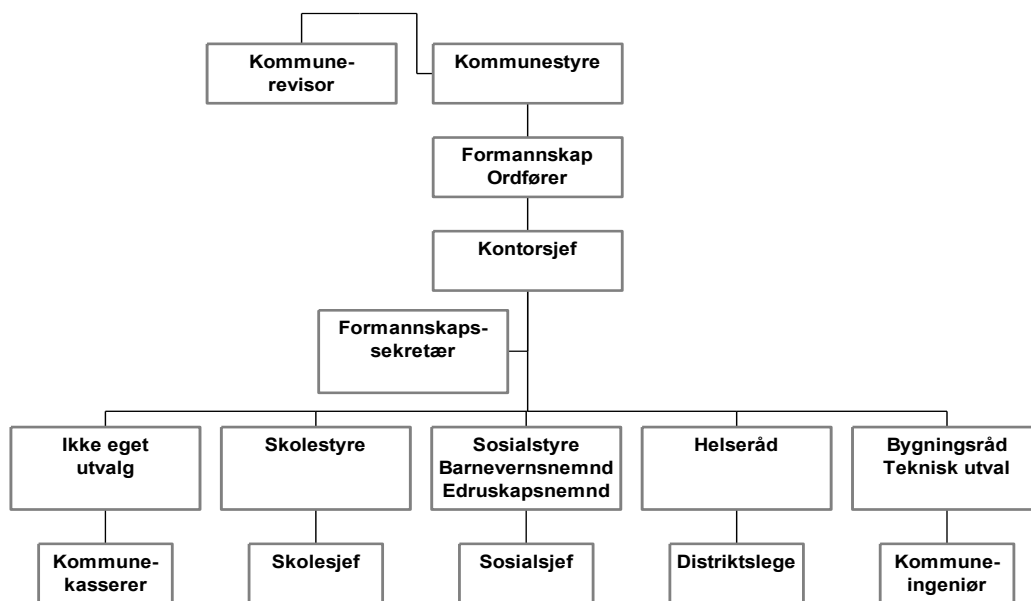 Kommune-
revisor
Kommunestyre
Formannskap
Ordfører
Kontorsjef
Formannskaps-
sekretær
Ikke eget
utvalg
Skolestyre
Sosialstyre
Barnevernsnemnd
Edruskapsnemnd
Helseråd
Bygningsråd
Teknisk utval
Kommune-
kasserer
Skolesjef
Sosialsjef
Distriktslege
Kommune-
ingeniør